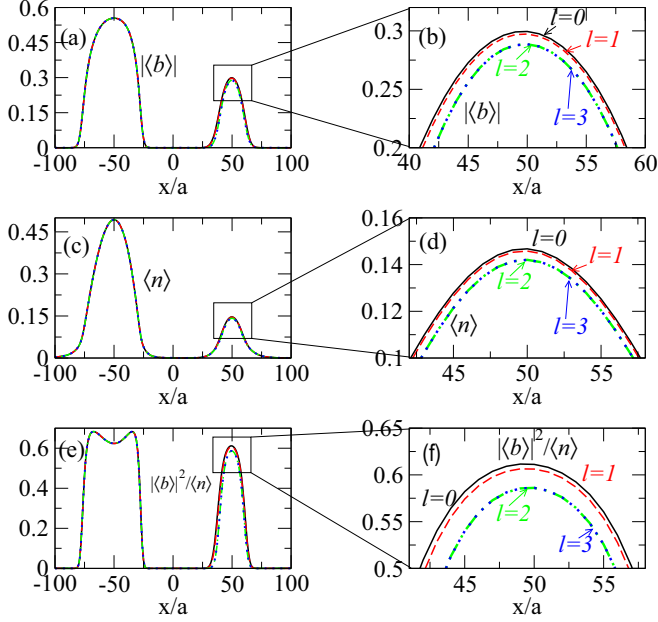 0.6
0.45
0.3
0.15
0
(a)
|⟨b⟩|
-100
-50
0
50
100
x/a
0.3
0.25
0.2
(b)
l=0
l=1
l=2
l=3
|⟨b⟩|
40
45
50
55
60
x/a
0.45
0.3
0.15
0
(c)
⟨n⟩
-100
-50
0
50
100
x/a
0.16
0.14
0.12
0.1
(d)
l=0
l=1
l=2
l=3
⟨n⟩
45
50
55
x/a
0.6
0.4
0.2
0
(e)
|⟨b⟩|²/⟨n⟩
-100
-50
0
50
100
x/a
0.65
0.6
0.55
0.5
(f)
|⟨b⟩|²/⟨n⟩
l=0
l=1
l=2
l=3
45
50
55
x/a